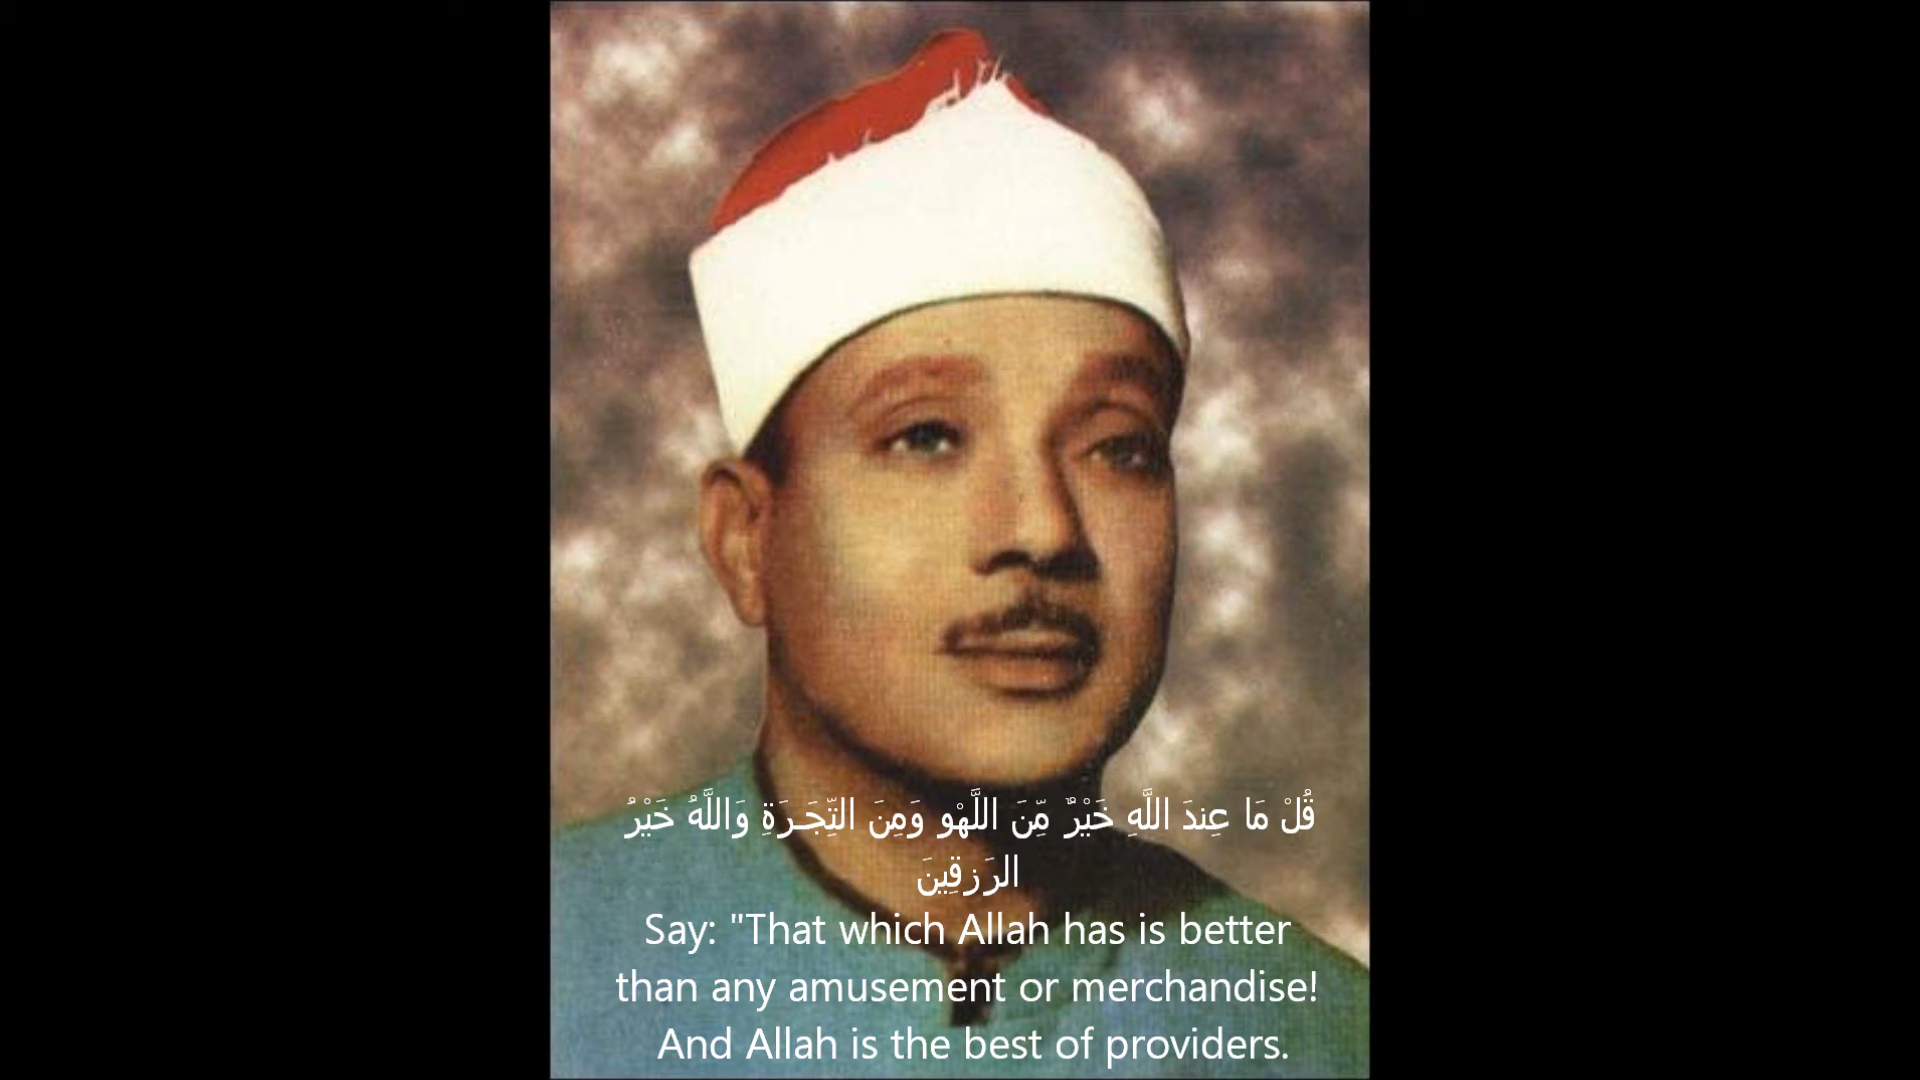 قُلْ مَا عِندَ اللَّهِ خَيْرٌ مِّنَ اللَّهْوِ وَمِنَ التِّجَـرَةِ وَاللَّهُ خَيْرُ
الرَزِقِينَ
Say: "That which Allah has is better
than any amusement or merchandise!
And Allah is the best of providers.